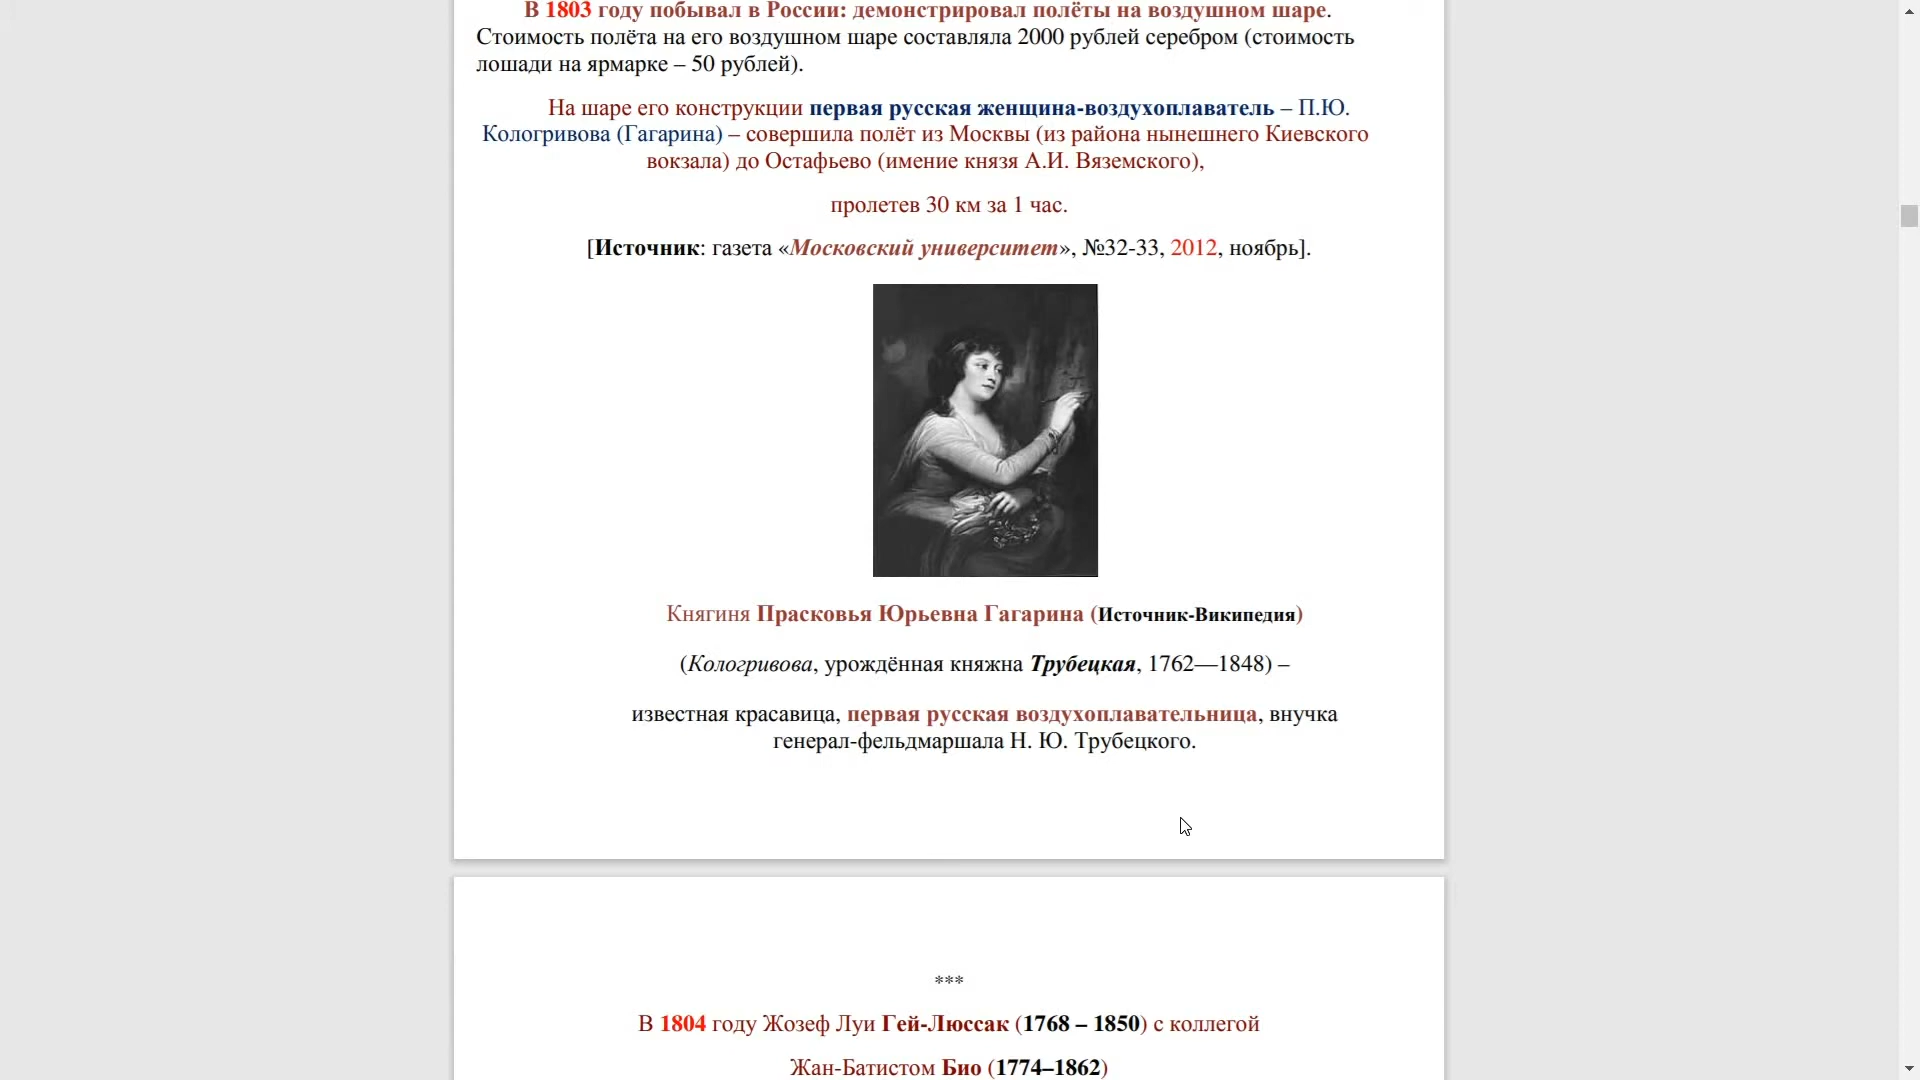 В 1803 году побывал в России: демонстрировал полёты на воздушном шаре.
Стоимость полёта на его воздушном шаре составляла 2000 рублей серебром (стоимость
лошади на ярмарке – 50 рублей).
На шаре его конструкции первая русская женщина-воздухоплаватель – П.Ю.
Кологривова (Гагарина) – совершила полёт из Москвы (из района нынешнего Киевского
вокзала) до Остафьево (имение князя А.И. Вяземского),
пролетев 30 км за 1 час.
[Источник: газета «Московский университет», №32-33, 2012, ноябрь].
Княгиня Прасковья Юрьевна Гагарина (Источник-Википедия)
(Кологривова, урождённая княжна Трубецкая, 1762—1848) –
известная красавица, первая русская воздухоплавательница, внучка
генерал-фельдмаршала Н. Ю. Трубецкого.
***
В 1804 году Жозеф Луи Гей-Люссак (1768 – 1850) с коллегой
Жан-Батистом Био (1774–1862)